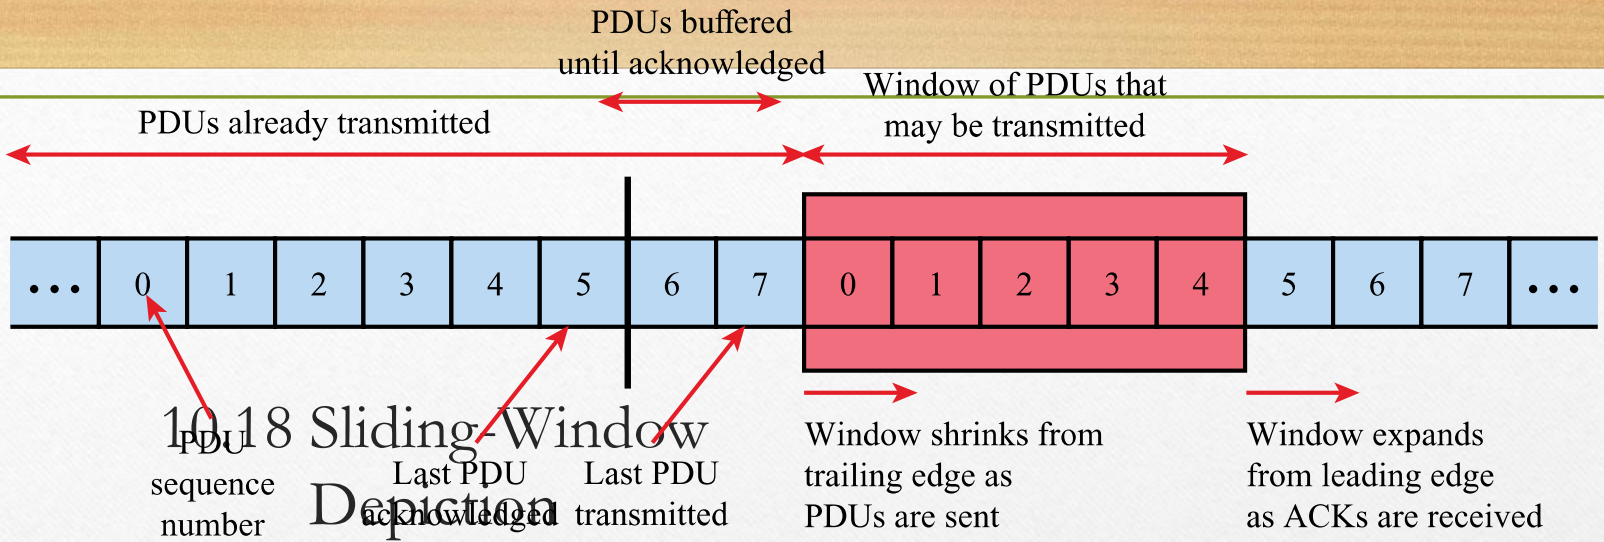 PDUs buffered
until acknowledged
Window of PDUs that
may be transmitted
PDUs already transmitted
... 0 1 2 3 4 5 6 7 0 1 2 3 4 5 6 7 ...
10.18 Sliding-Window
Depiction
PDU
sequence
number
Last PDU
acknowledged
Last PDU
transmitted
Window shrinks from
trailing edge as
PDUs are sent
Window expands
from leading edge
as ACKs are received